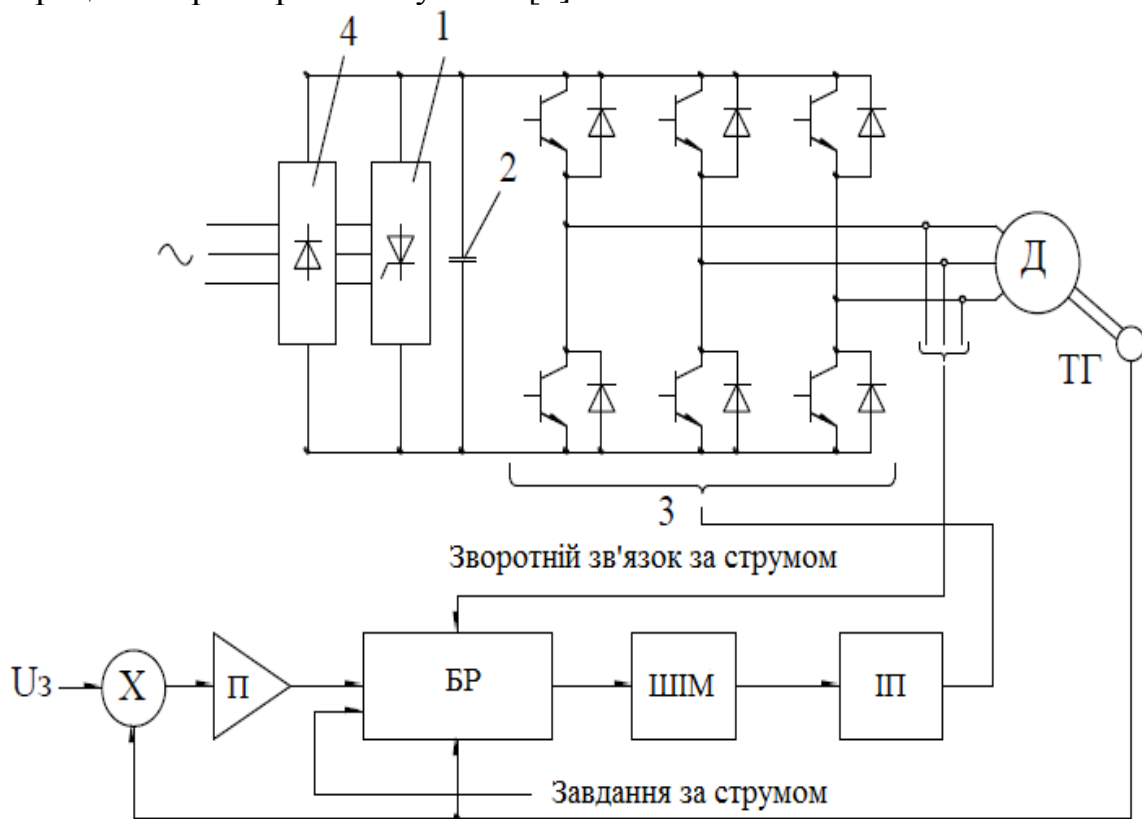 4
1
2
Д
ТГ
3
Зворотній зв'язок за струмом
Uз
X
П
БР
ШІМ
ІП
Завдання за струмом